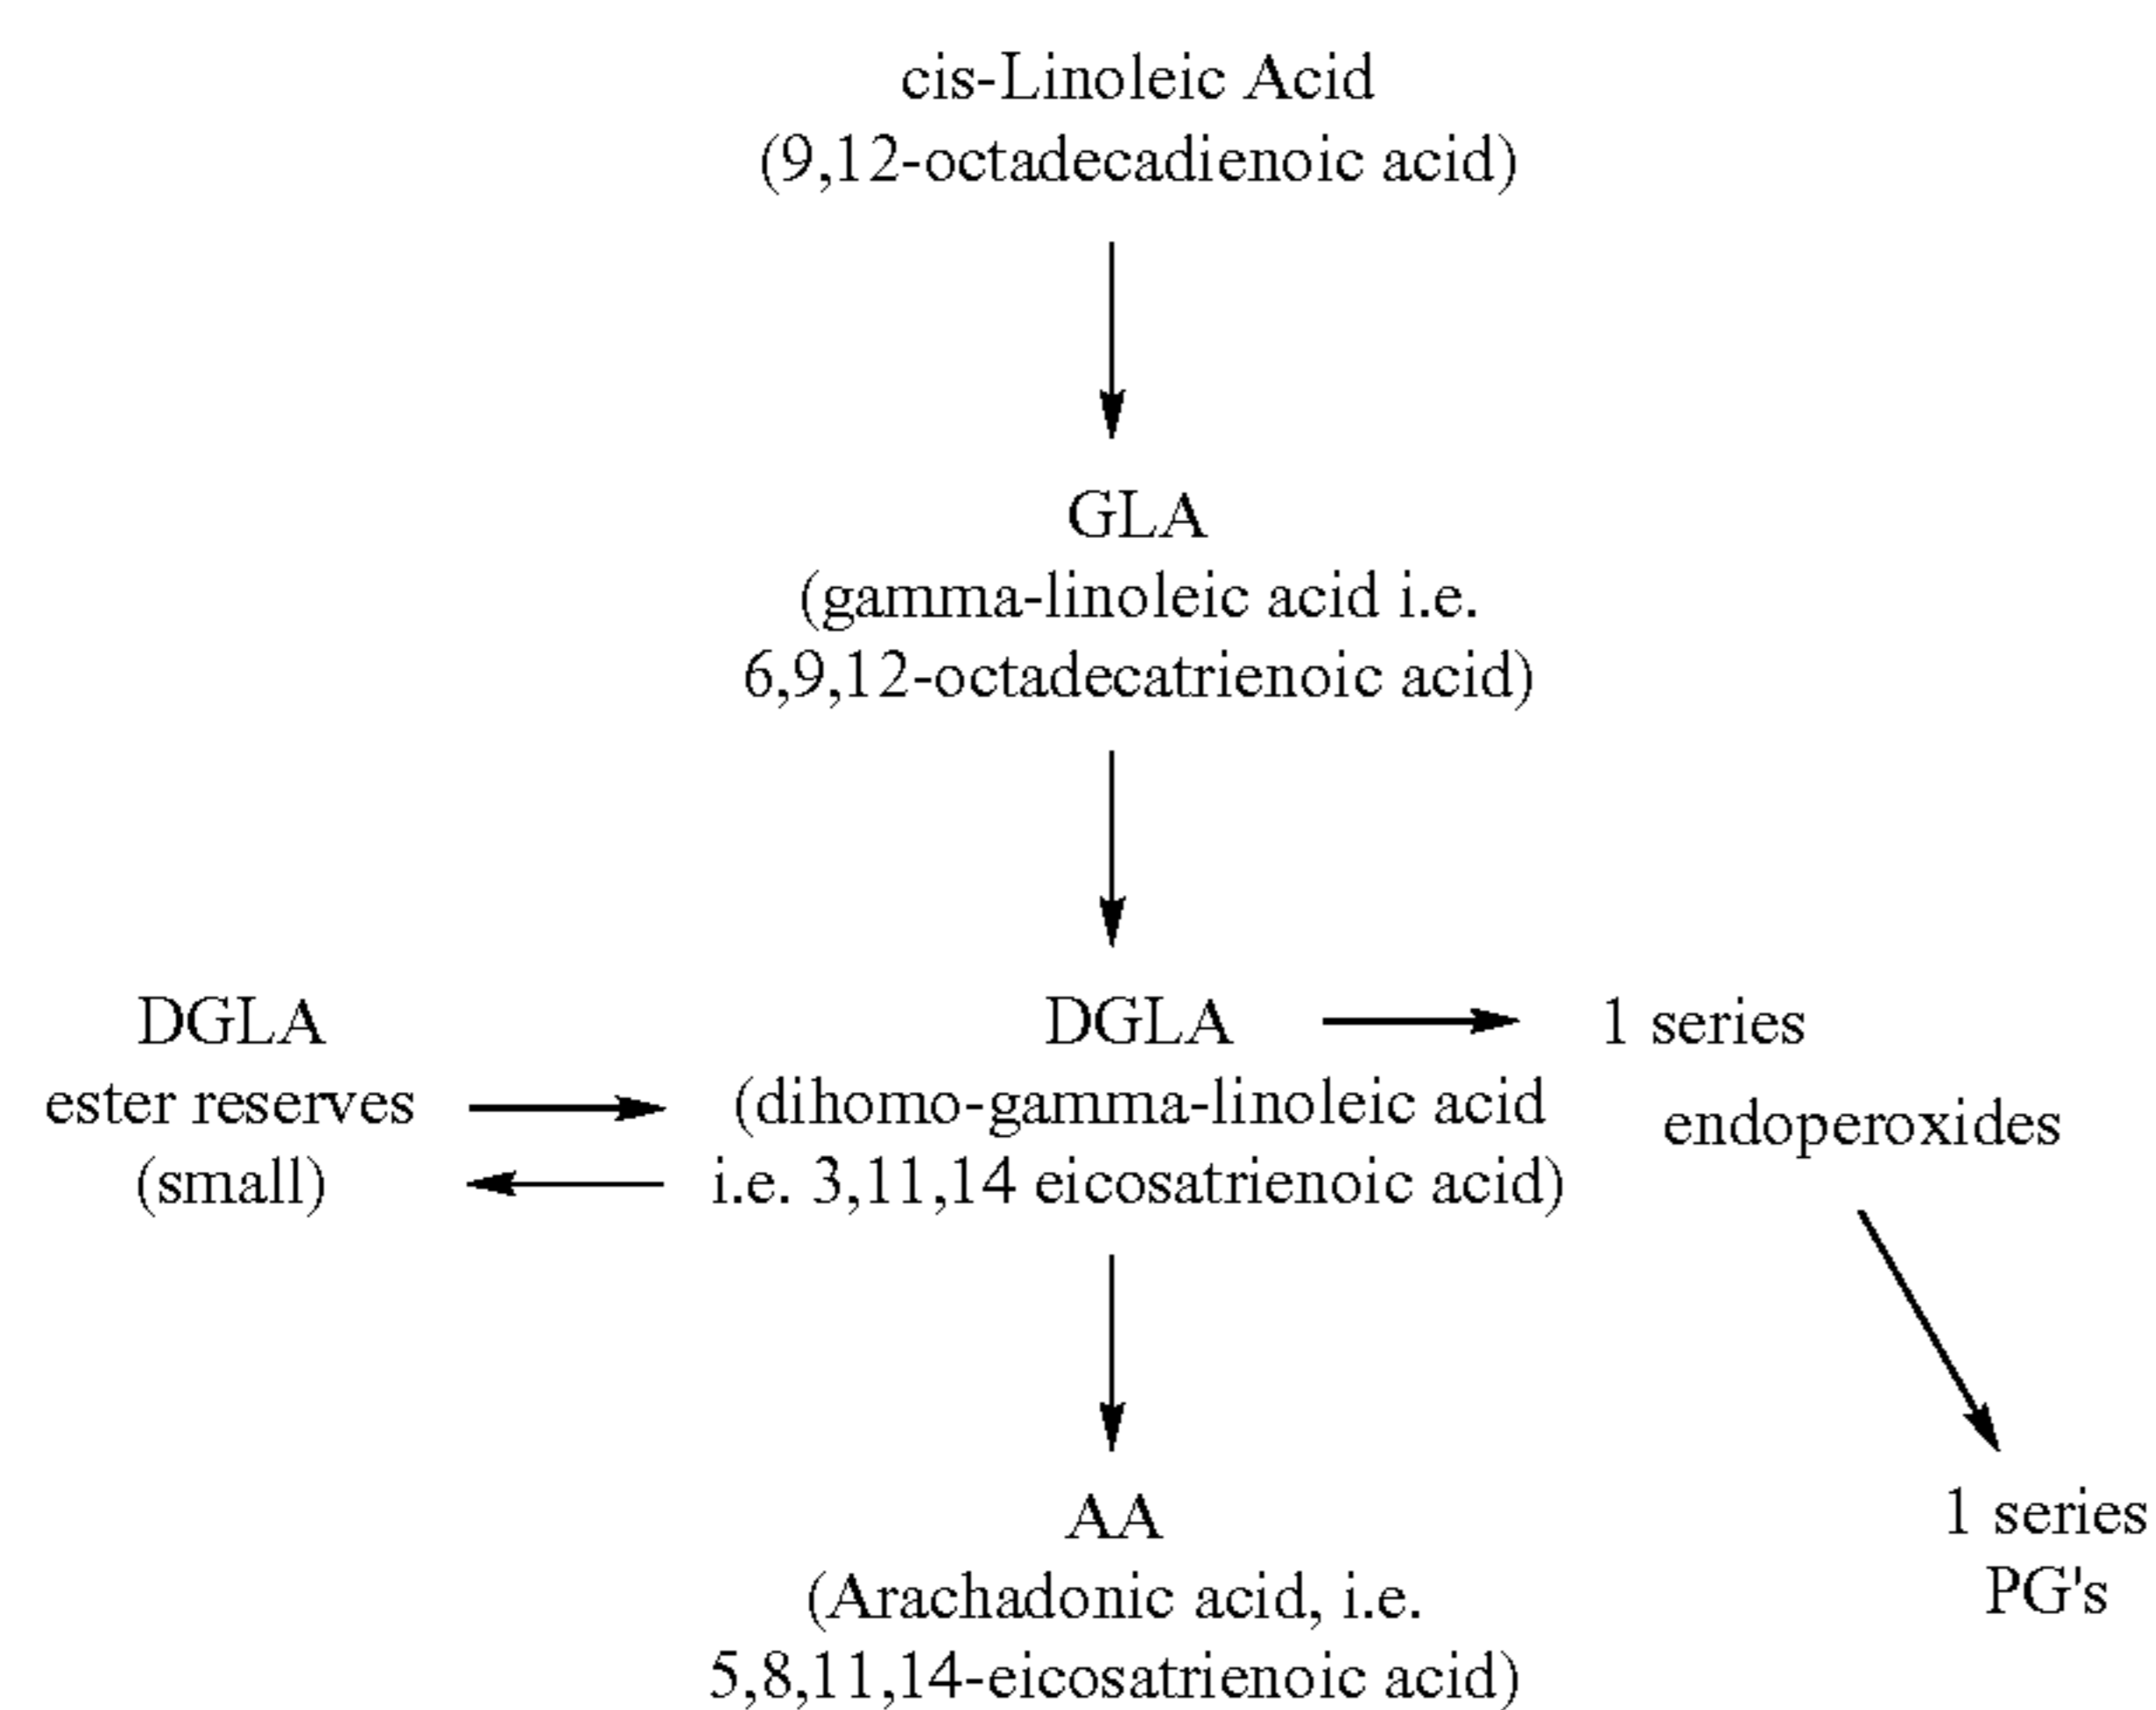 cis-Linoleic Acid
(9,12-octadecadienoic acid)
GLA
(gamma-linoleic acid i.e.
6,9,12-octadecatrienoic acid)
DGLA
ester reserves
(small)
DGLA
(dihomo-gamma-linoleic acid
i.e. 3,11,14 eicosatrienoic acid)
1 series
endoperoxides
1 series
PG's
AA
(Arachadonic acid, i.e.
5,8,11,14-eicosatrienoic acid)